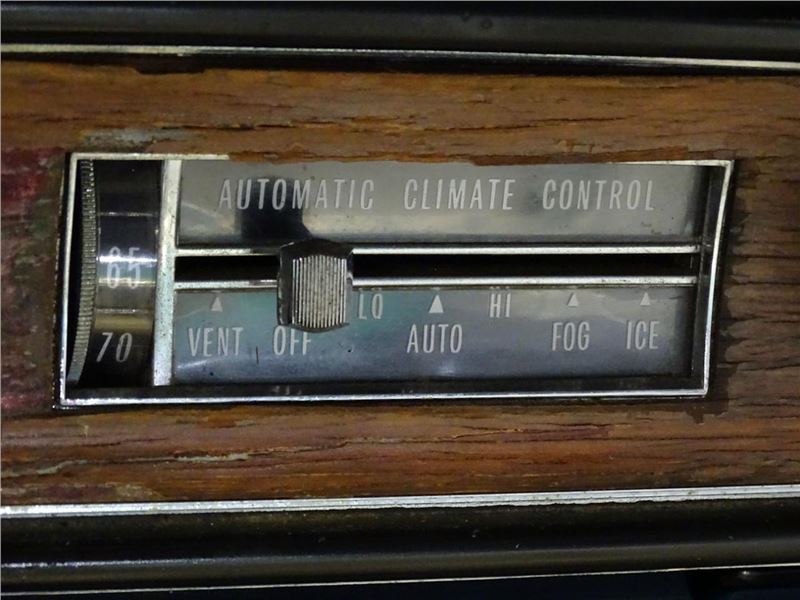 AUTOMATIC CLIMATE CONTROL
65
70
LO HI
VENT OFF AUTO FOG ICE